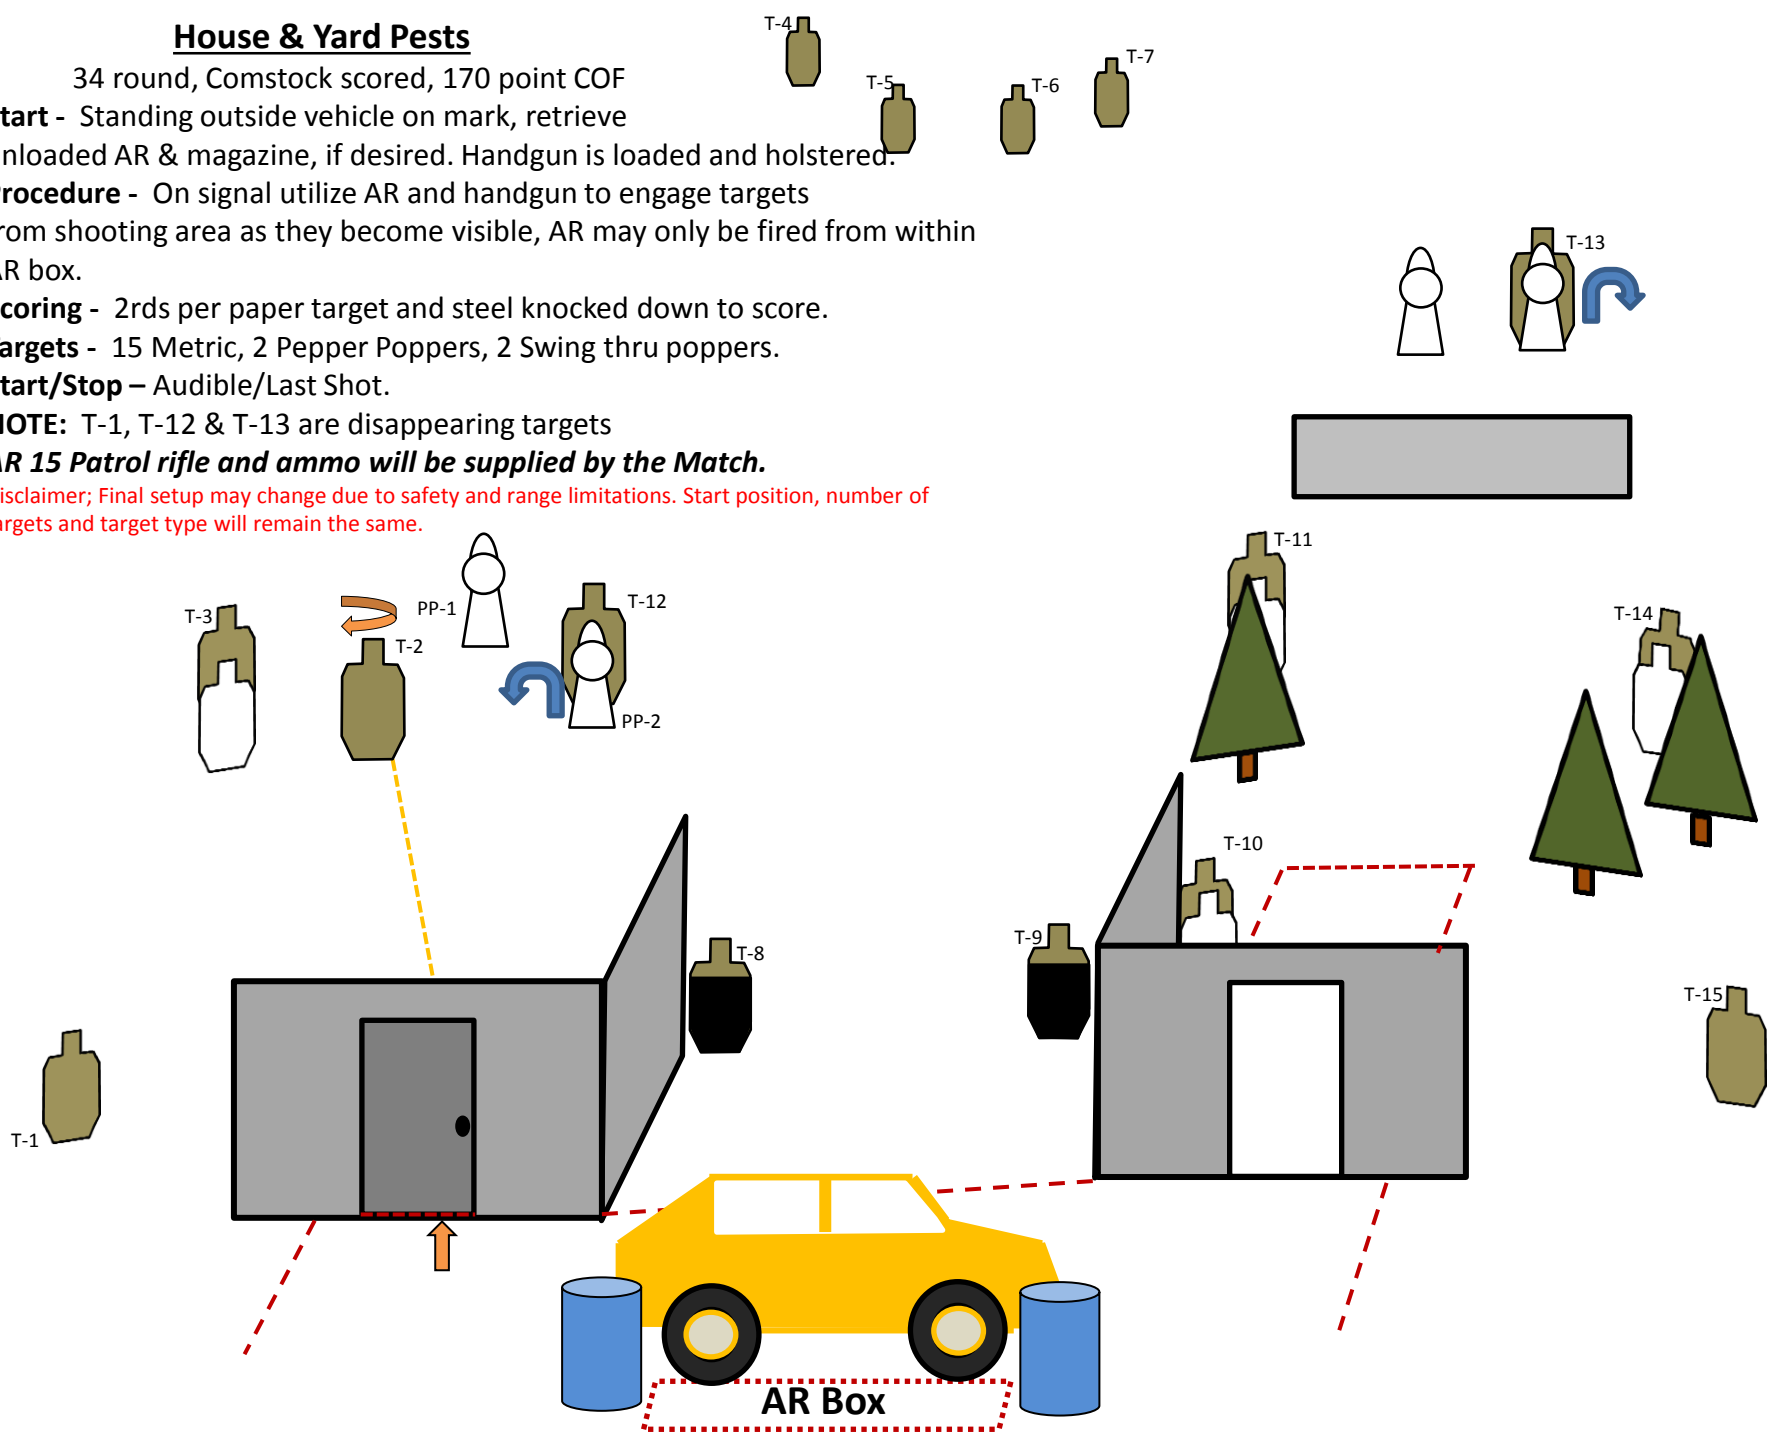 House & Yard Pests
34 round, Comstock scored, 170 point COF
tart - Standing outside vehicle on mark, retrieve
nloaded AR & magazine, if desired. Handgun is loaded and holstered.
rocedure - On signal utilize AR and handgun to engage targets
rom shooting area as they become visible, AR may only be fired from within
AR box.
coring - 2rds per paper target and steel knocked down to score.
argets - 15 Metric, 2 Pepper Poppers, 2 Swing thru poppers.
tart/Stop – Audible/Last Shot.
NOTE: T-1, T-12 & T-13 are disappearing targets
AR 15 Patrol rifle and ammo will be supplied by the Match.
isclaimer; Final setup may change due to safety and range limitations. Start position, number of
argets and target type will remain the same.
T-4
T-5
T-6
T-7
T-13
T-11
T-3
T-2
PP-1
T-12
PP-2
T-14
T-10
T-8
T-9
T-15
T-1
AR Box